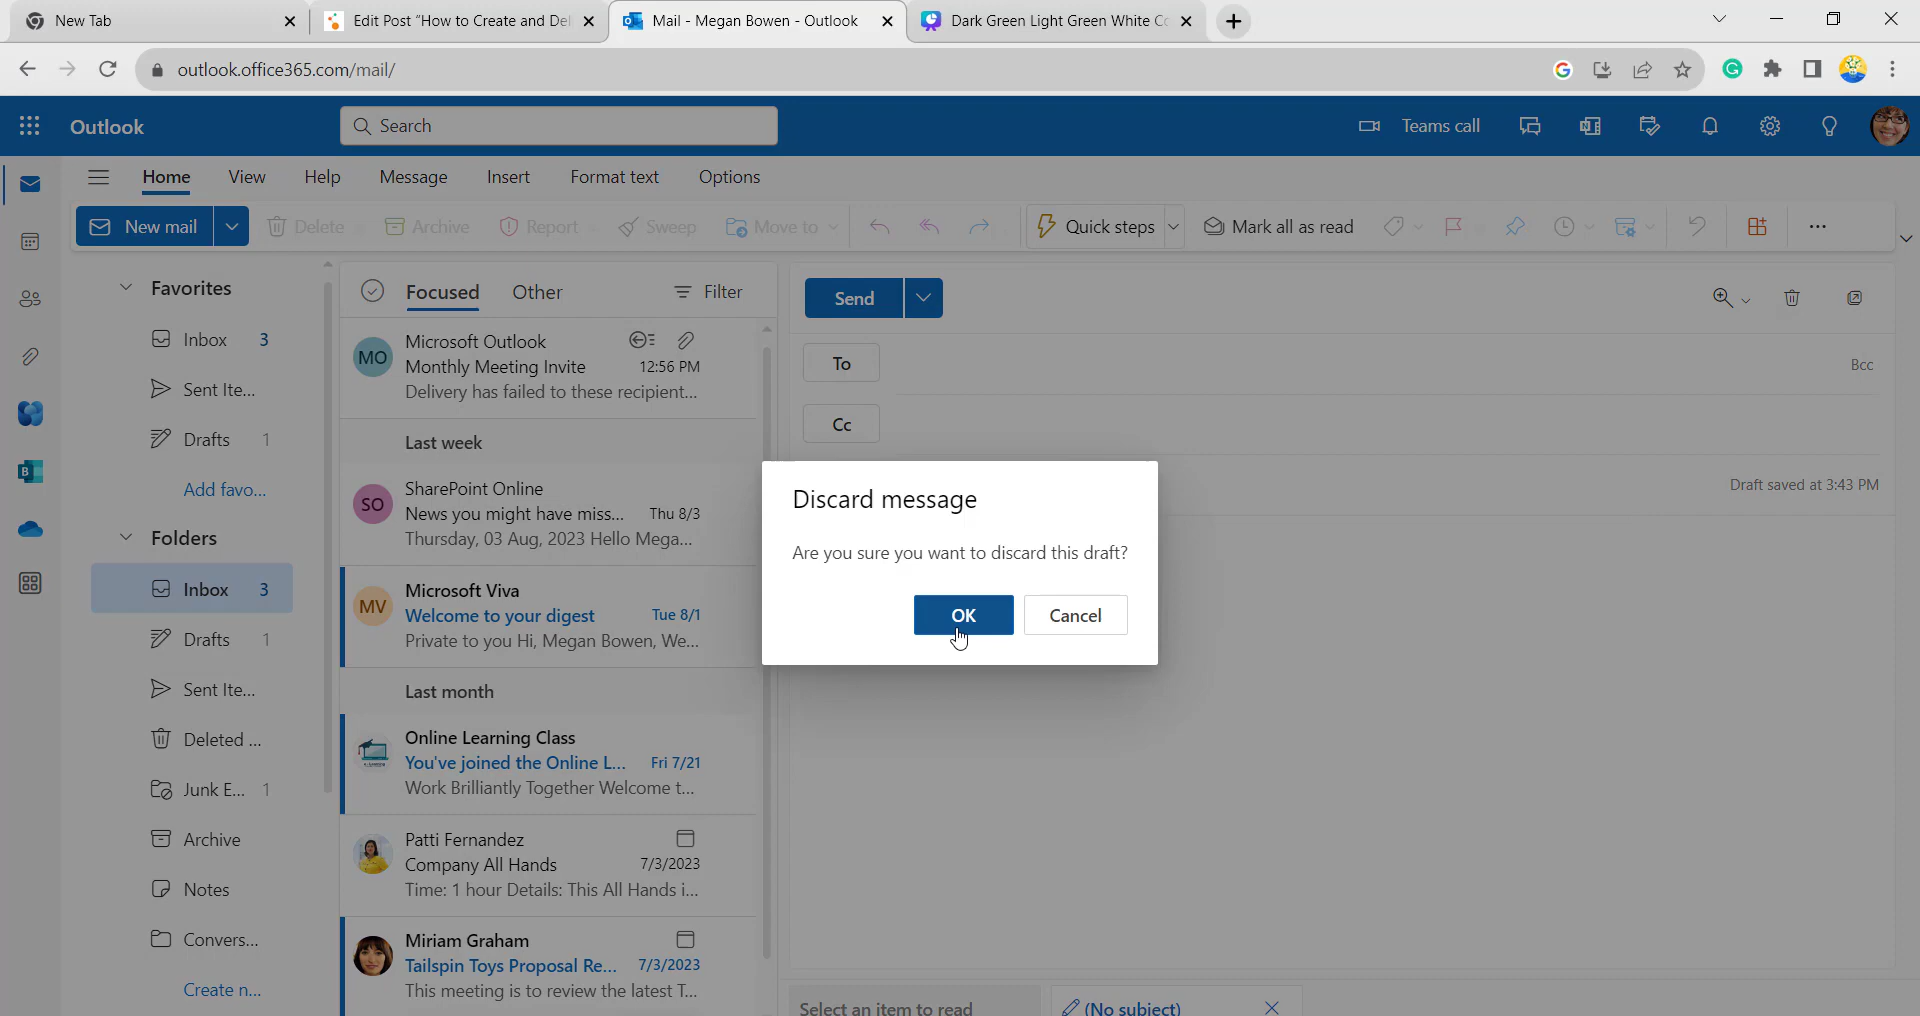 New Tab
Edit Post "How to Create and Del
Mail - Megan Bowen - Outlook
Dark Green Light Green White Co
outlook.office365.com/mail/
Outlook
Search
Teams call
Home
View
Help
Message
Insert
Format text
Options
New mail
Delete
Archive
Report
Sweep
Move to
Quick steps
Mark all as read
Favorites
Inbox 3
Sent Ite...
Drafts 1
Add favo...
Folders
Inbox 3
Drafts 1
Sent Ite...
Deleted ...
Junk E... 1
Archive
Notes
Convers...
Create n...
Focused
Other
Filter
MO
Microsoft Outlook
Monthly Meeting Invite 12:56 PM
Delivery has failed to these recipient...
Last week
SO
SharePoint Online
News you might have miss... Thu 8/3
Thursday, 03 Aug, 2023 Hello Mega...
MV
Microsoft Viva
Welcome to your digest Tue 8/1
Private to you Hi, Megan Bowen, We...
Last month
Online Learning Class
You've joined the Online L... Fri 7/21
Work Brilliantly Together Welcome t...
Patti Fernandez
Company All Hands 7/3/2023
Time: 1 hour Details: This All Hands i...
Miriam Graham
Tailspin Toys Proposal Re... 7/3/2023
This meeting is to review the latest T...
Send
To
Bcc
Cc
Draft saved at 3:43 PM
Discard message
Are you sure you want to discard this draft?
OK
Cancel
Select an item to read
(No subject)